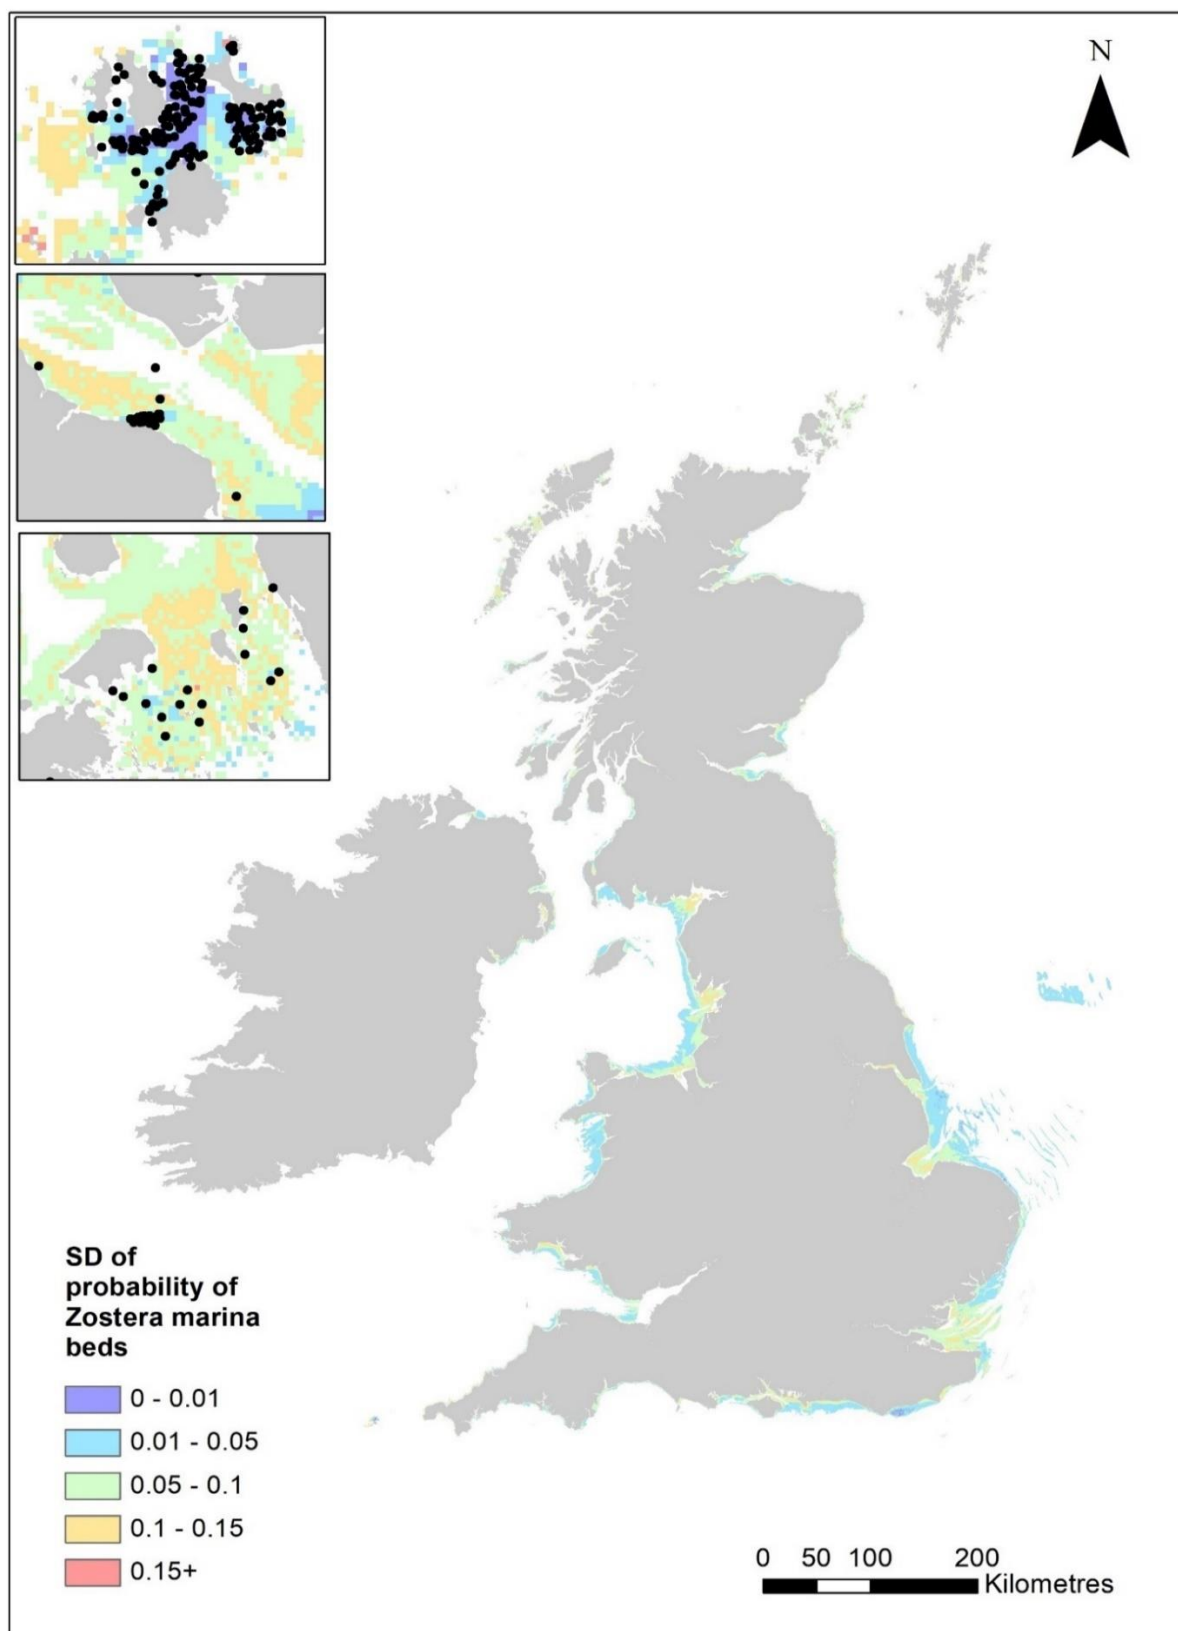 N
SD of
probability of
Zostera marina
beds
0 - 0.01
0.01 - 0.05
0.05 - 0.1
0.1 - 0.15
0.15+
0 50 100 200
Kilometres